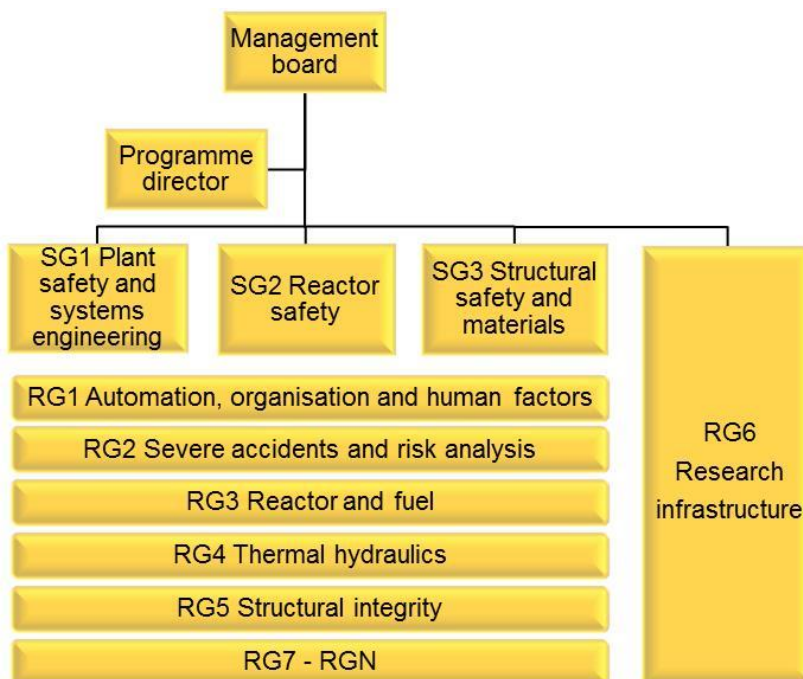 Management
board
Programme
director
SG1 Plant
safety and
systems
engineering
SG2 Reactor
safety
SG3 Structural
safety and
materials
RG1 Automation, organisation and human factors
RG2 Severe accidents and risk analysis
RG3 Reactor and fuel
RG4 Thermal hydraulics
RG5 Structural integrity
RG7 - RGN
RG6
Research
infrastructure